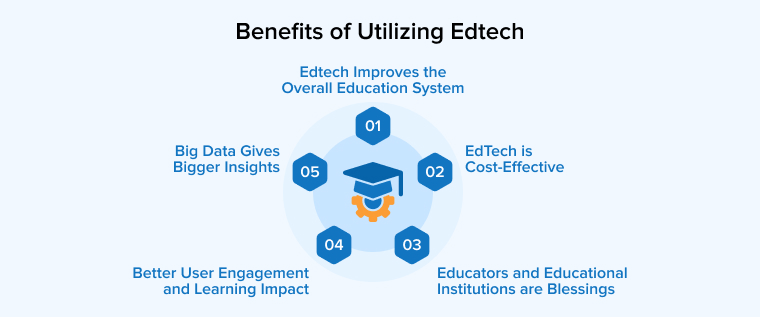 Benefits of Utilizing Edtech
Edtech Improves the
Overall Education System
01
EdTech is
Cost-Effective
02
Educators and Educational
Institutions are Blessings
03
Better User Engagement
and Learning Impact
04
Big Data Gives
Bigger Insights
05